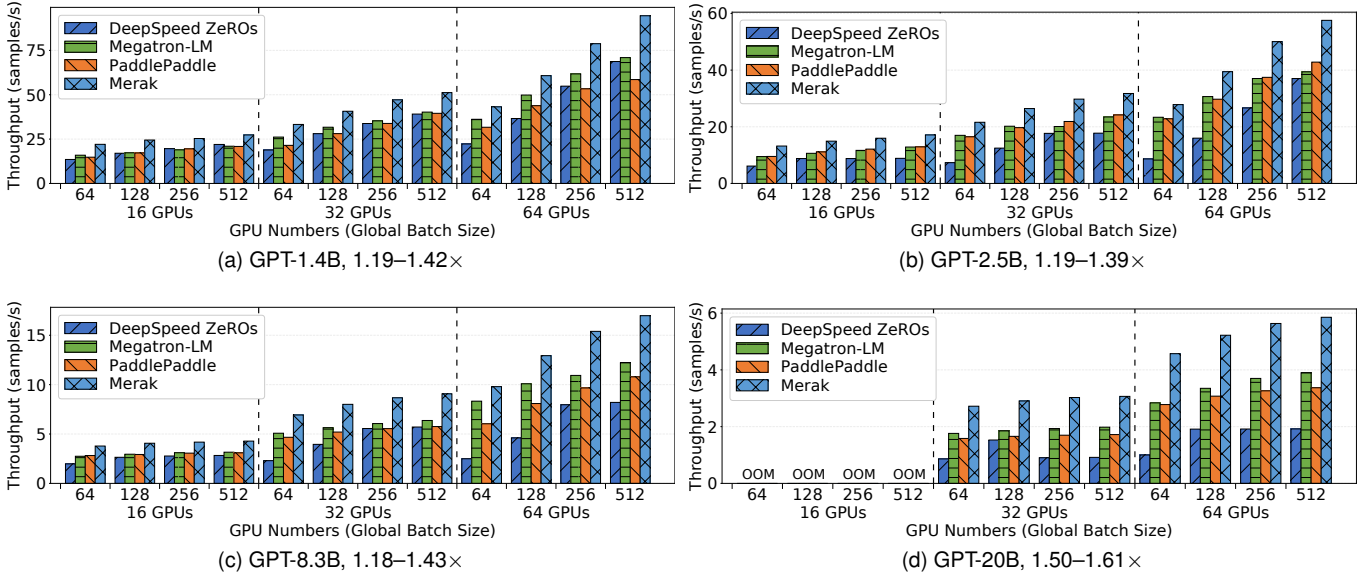 Throughput (samples/s)
75
50
25
0
DeepSpeed ZeROs
Megatron-LM
PaddlePaddle
Merak
64 128 256 512 64 128 256 512 64 128 256 512
16 GPUs 32 GPUs 64 GPUs
GPU Numbers (Global Batch Size)
(a) GPT-1.4B, 1.19–1.42×
Throughput (samples/s)
60
40
20
0
DeepSpeed ZeROs
Megatron-LM
PaddlePaddle
Merak
64 128 256 512 64 128 256 512 64 128 256 512
16 GPUs 32 GPUs 64 GPUs
GPU Numbers (Global Batch Size)
(b) GPT-2.5B, 1.19–1.39×
Throughput (samples/s)
15
10
5
0
DeepSpeed ZeROs
Megatron-LM
PaddlePaddle
Merak
64 128 256 512 64 128 256 512 64 128 256 512
16 GPUs 32 GPUs 64 GPUs
GPU Numbers (Global Batch Size)
(c) GPT-8.3B, 1.18–1.43×
Throughput (samples/s)
6
4
2
0
DeepSpeed ZeROs
Megatron-LM
PaddlePaddle
Merak
OOM OOM OOM OOM
64 128 256 512 64 128 256 512 64 128 256 512
16 GPUs 32 GPUs 64 GPUs
GPU Numbers (Global Batch Size)
(d) GPT-20B, 1.50–1.61×